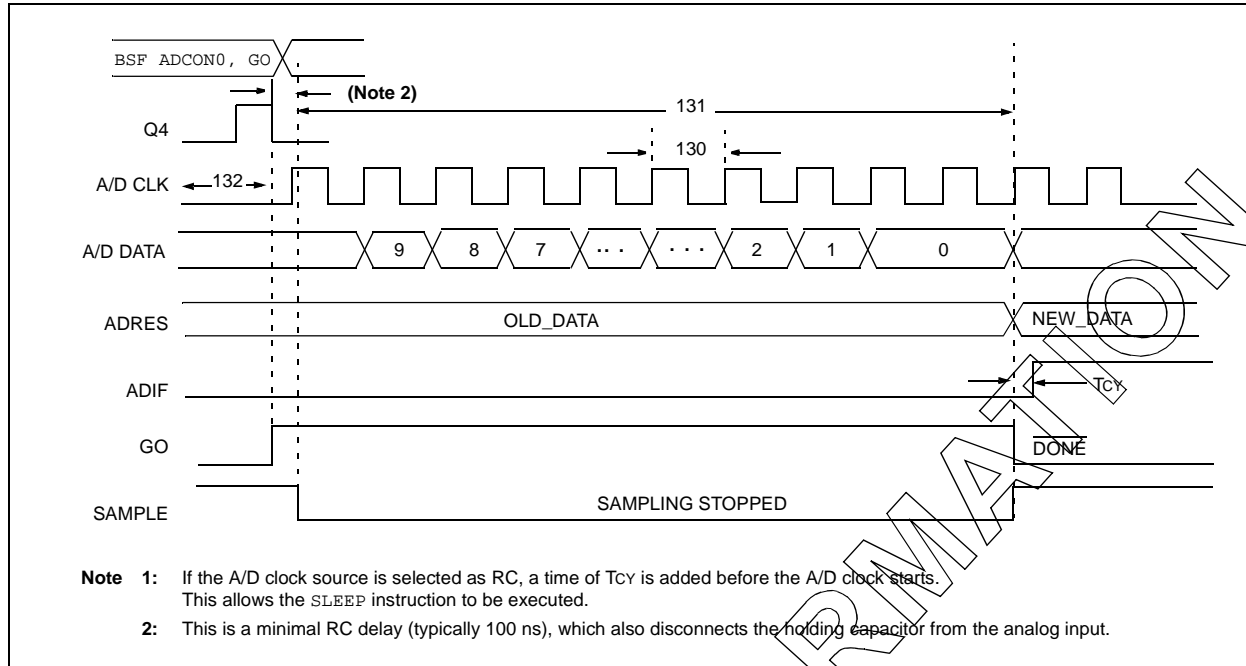 BSF ADCON0, GO
(Note 2)
131
Q4
130
A/D CLK
132
A/D DATA
9 8 7 . . . . . . 2 1 0
ADRES
OLD_DATA
NEW_DATA
ADIF
TCY
GO
DONE
SAMPLE
SAMPLING STOPPED
Note 1: If the A/D clock source is selected as RC, a time of TCY is added before the A/D clock starts.
This allows the SLEEP instruction to be executed.
2: This is a minimal RC delay (typically 100 ns), which also disconnects the holding capacitor from the analog input.
RMATION